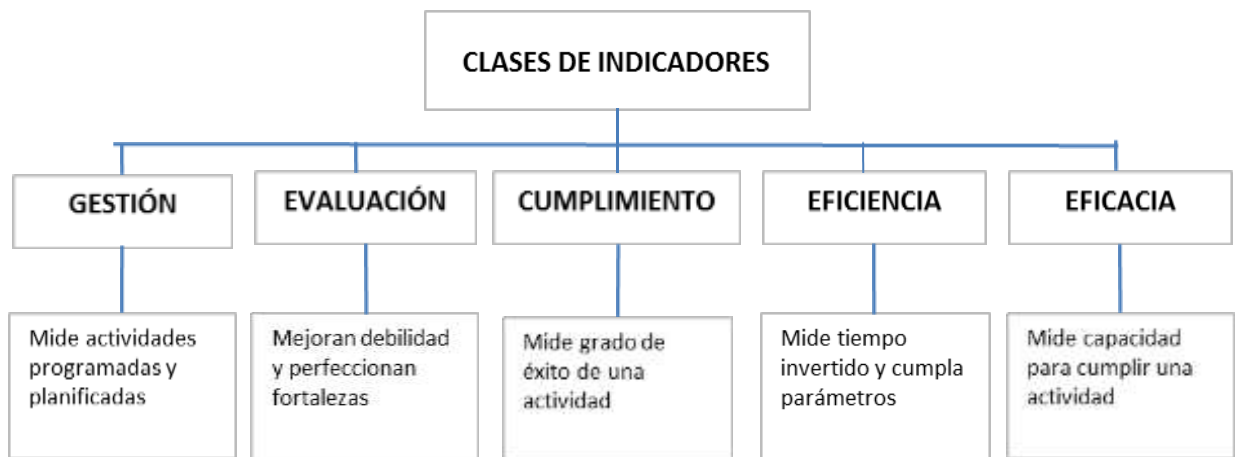 CLASES DE INDICADORES
GESTIÓN
EVALUACIÓN
CUMPLIMIENTO
EFICIENCIA
EFICACIA
Mide actividades
programadas y
planificadas
Mejoran debilidad
y perfeccionan
fortalezas
Mide grado de
éxito de una
actividad
Mide tiempo
invertido y cumpla
parámetros
Mide capacidad
para cumplir una
actividad